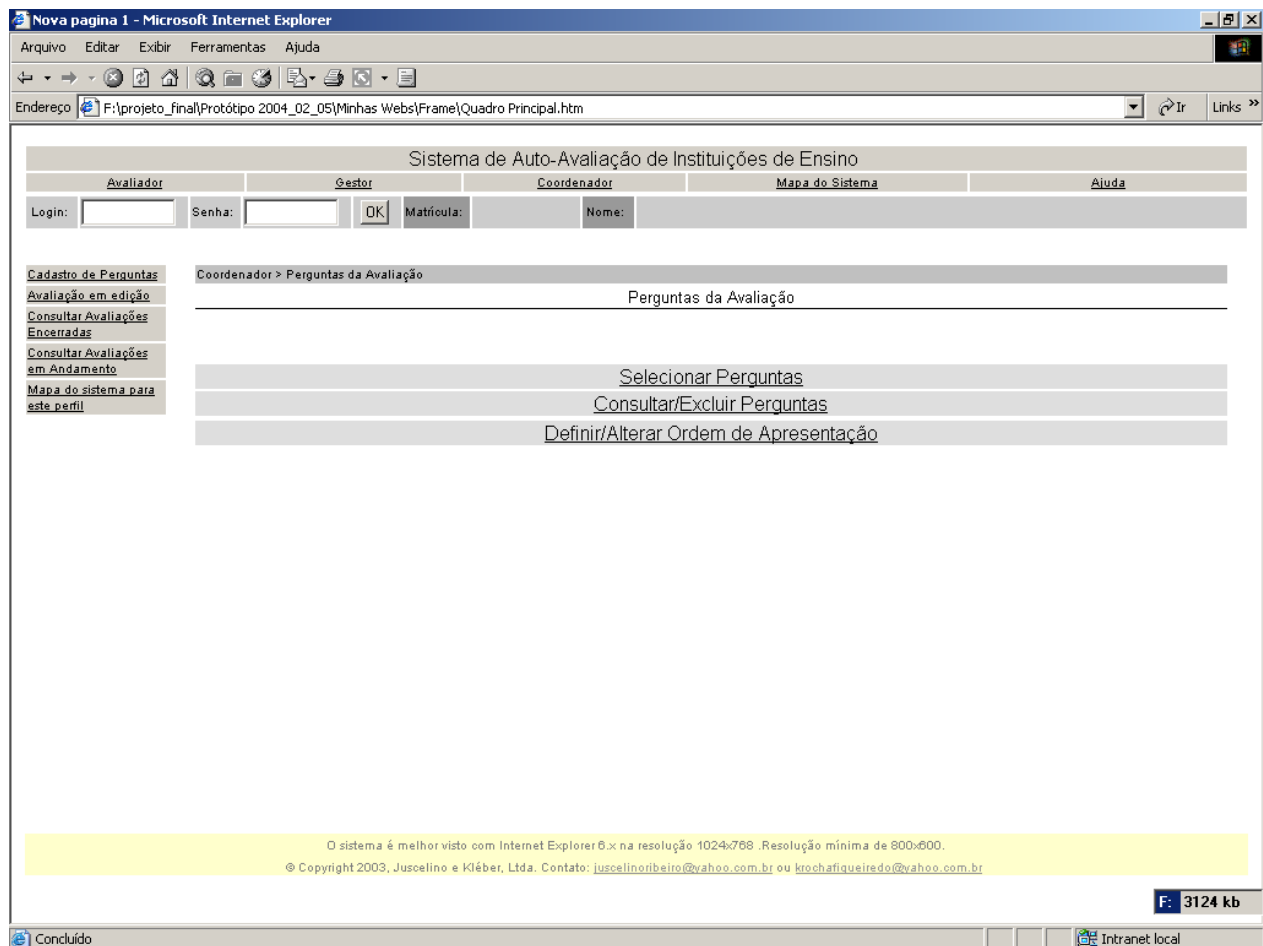 Nova pagina 1 - Microsoft Internet Explorer
Arquivo Editar Exibir Ferramentas Ajuda
Endereço F:\projeto_final\Protótipo 2004_02_05\Minhas Webs\Frame\Quadro Principal.htm Ir Links »
Sistema de Auto-Avaliação de Instituições de Ensino
Avaliador Gestor Coordenador Mapa do Sistema Ajuda
Login: Senha: OK Matrícula: Nome:
Cadastro de Perguntas
Avaliação em edição
Consultar Avaliações
Encerradas
Consultar Avaliações
em Andamento
Mapa do sistema para
este perfil
Coordenador > Perguntas da Avaliação
Perguntas da Avaliação
Selecionar Perguntas
Consultar/Excluir Perguntas
Definir/Alterar Ordem de Apresentação
O sistema é melhor visto com Internet Explorer 6.x na resolução 1024x768 .Resolução mínima de 800x600.
© Copyright 2003, Juscelino e Kléber, Ltda. Contato: juscelinoribeiro@yahoo.com.br ou krochafigueiredo@yahoo.com.br
F: 3124 kb
Concluído Intranet local